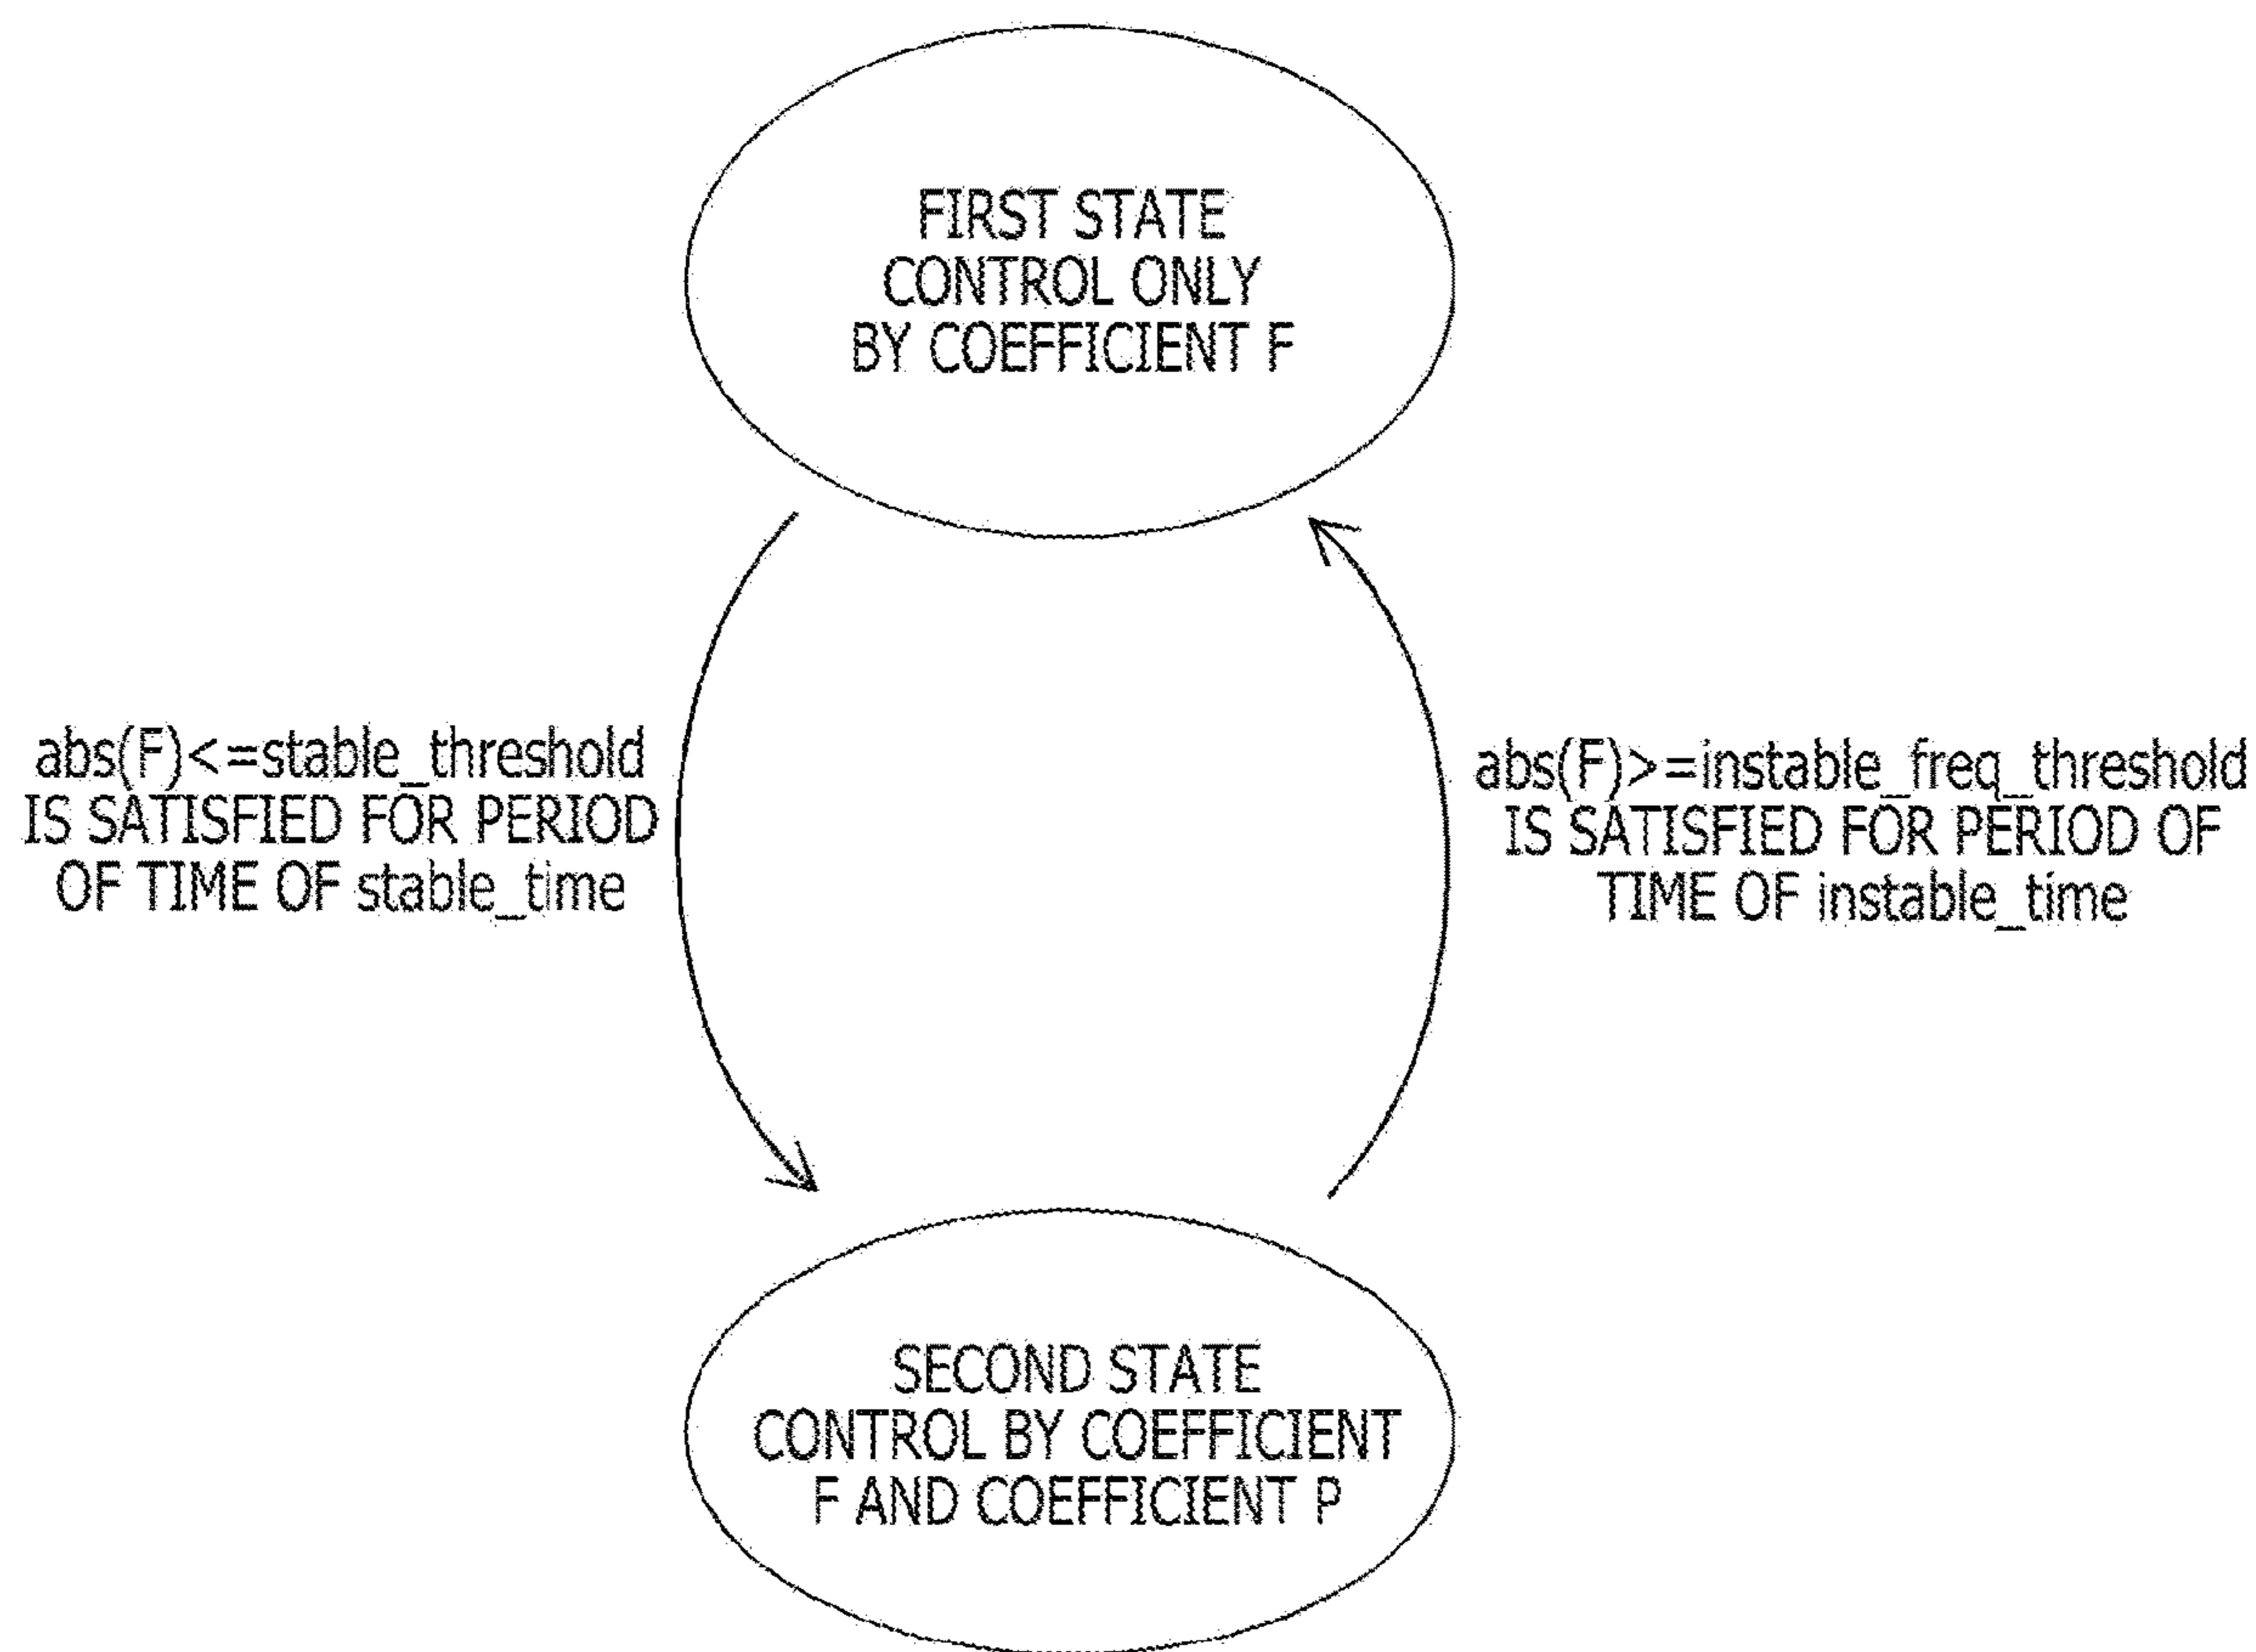 FIRST STATE
CONTROL ONLY
BY COEFFICIENT F
abs(F)<=stable_threshold
IS SATISFIED FOR PERIOD
OF TIME OF stable_time
abs(F)>=instable_freq_threshold
IS SATISFIED FOR PERIOD OF
TIME OF instable_time
SECOND STATE
CONTROL BY COEFFICIENT
F AND COEFFICIENT P